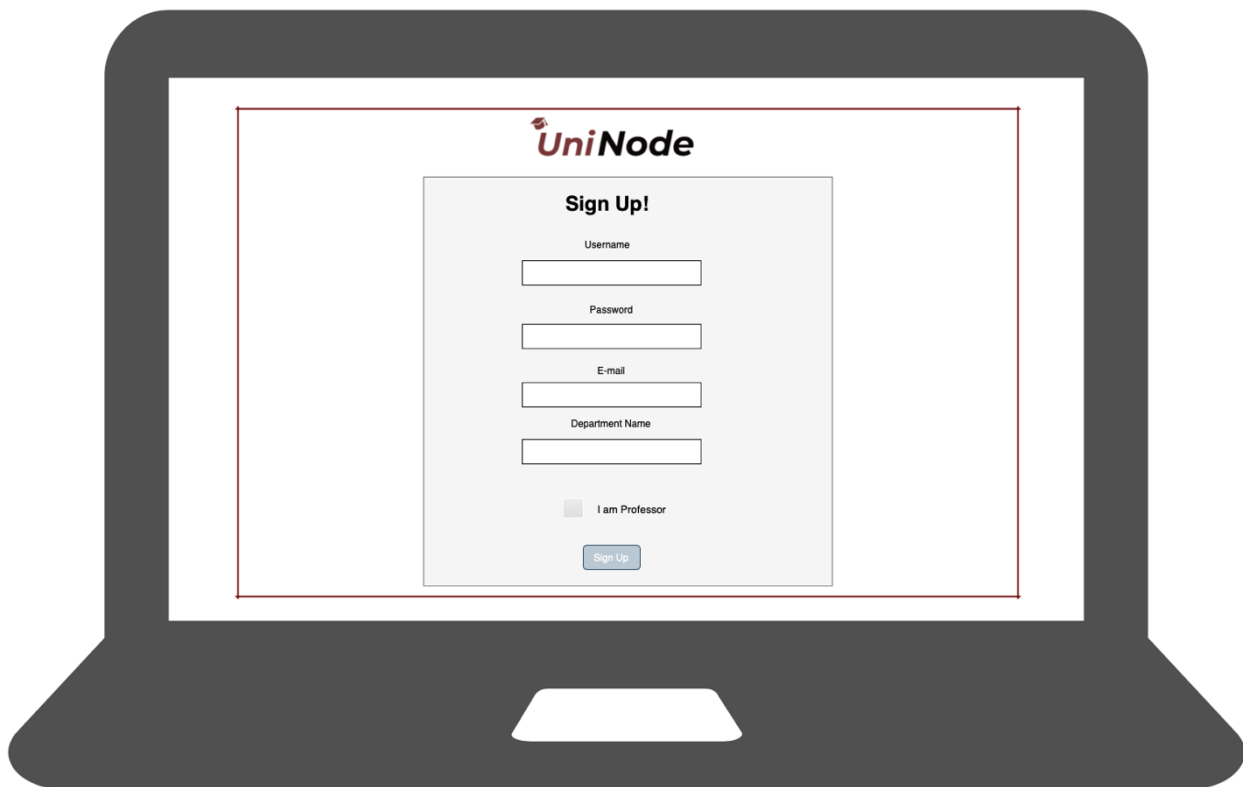 UniNode
Sign Up!
Username
Password
E-mail
Department Name
I am Professor
Sign Up